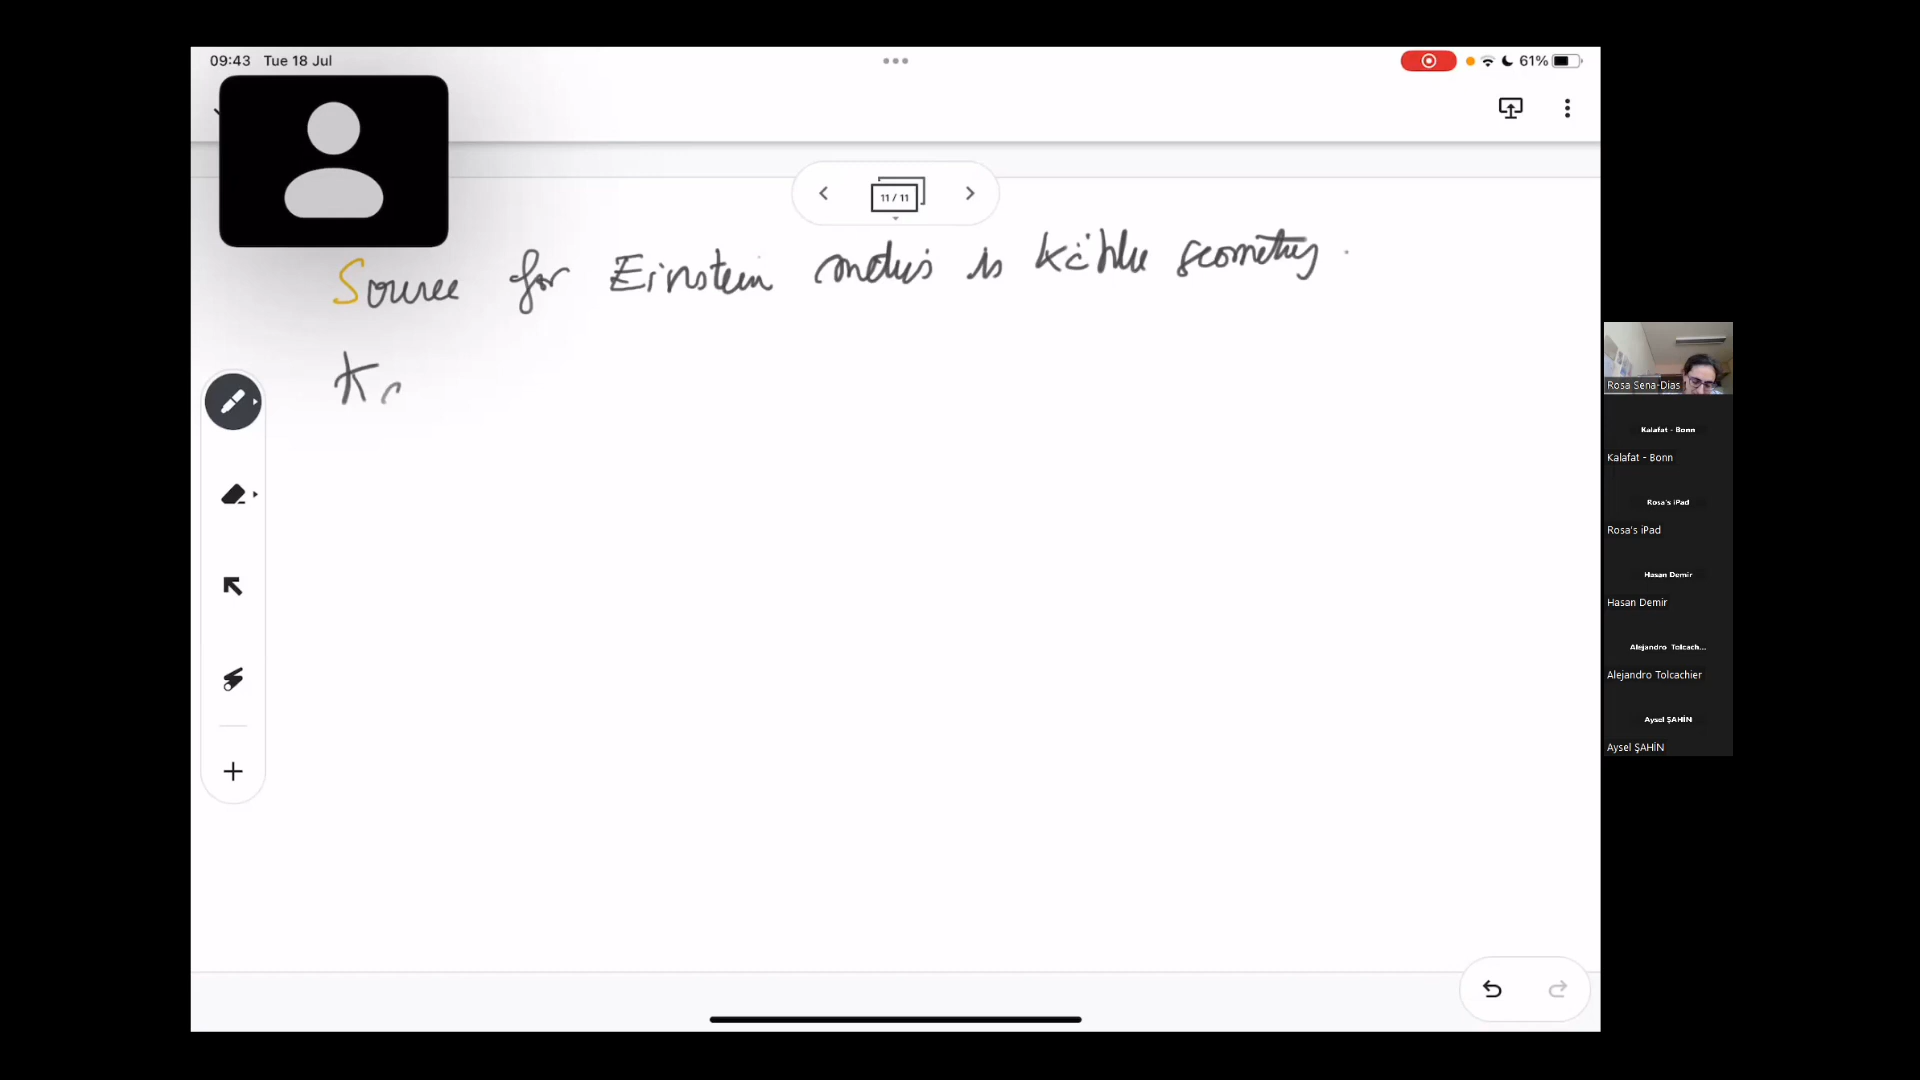 09:43 Tue 18 Jul
61%
11 / 11
Source for Einstein metrics is Kähler geometry.
Ka
Rosa Sena-Dias
Kalafat - Bonn
Kalafat - Bonn
Rosa's iPad
Rosa's iPad
Hasan Demir
Hasan Demir
Alejandro Tolcach...
Alejandro Tolcachier
Aysel ŞAHİN
Aysel ŞAHİN